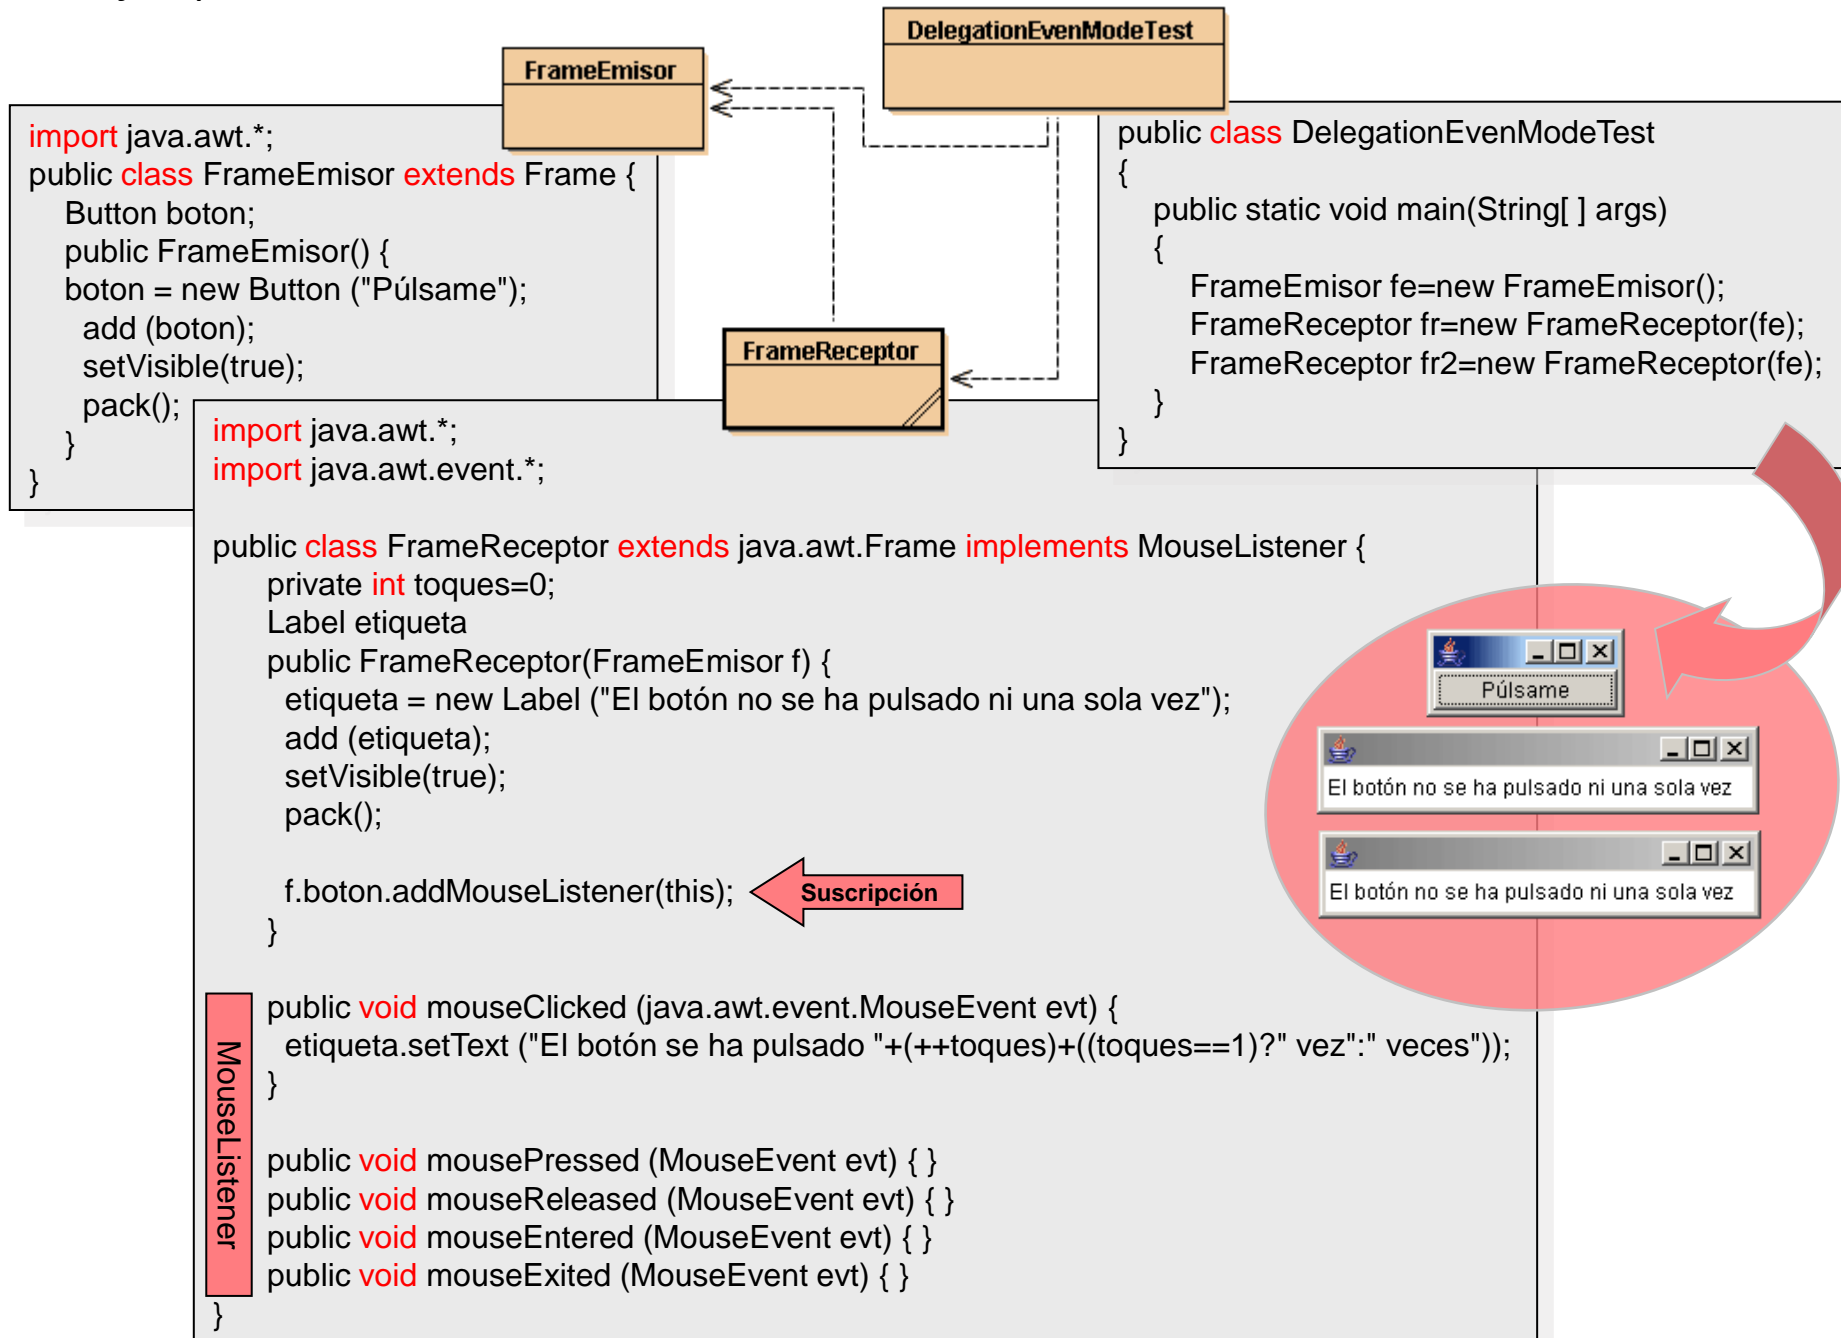 DelegationEvenModeTest
FrameEmisor
import java.awt.*;
public class FrameEmisor extends Frame {
Button boton;
public FrameEmisor() {
boton = new Button ("Púlsame");
add (boton);
setVisible(true);
pack();
}
}
public class DelegationEvenModeTest
{
public static void main(String[ ] args)
{
FrameEmisor fe=new FrameEmisor();
FrameReceptor fr=new FrameReceptor(fe);
FrameReceptor fr2=new FrameReceptor(fe);
}
}
FrameReceptor
import java.awt.*;
import java.awt.event.*;
public class FrameReceptor extends java.awt.Frame implements MouseListener {
private int toques=0;
Label etiqueta
public FrameReceptor(FrameEmisor f) {
etiqueta = new Label ("El botón no se ha pulsado ni una sola vez");
add (etiqueta);
setVisible(true);
pack();
f.boton.addMouseListener(this);
Suscripción
}
public void mouseClicked (java.awt.event.MouseEvent evt) {
etiqueta.setText ("El botón se ha pulsado "+(++toques)+((toques==1)?" vez":" veces"));
}
public void mousePressed (MouseEvent evt) { }
public void mouseReleased (MouseEvent evt) { }
public void mouseEntered (MouseEvent evt) { }
public void mouseExited (MouseEvent evt) { }
}
MouseListener
Púlsame
El botón no se ha pulsado ni una sola vez
El botón no se ha pulsado ni una sola vez